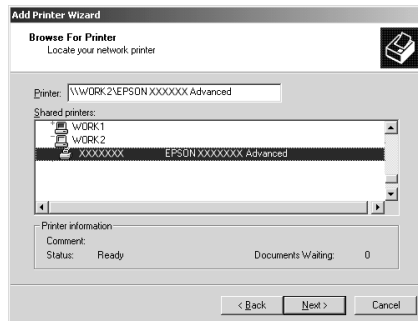 Add Printer Wizard
Browse For Printer
Locate your network printer
Printer: \\WORK2\EPSON XXXXXX Advanced
Shared printers:
WORK1
WORK2
XXXXXXX EPSON XXXXXXX Advanced
Printer information
Comment:
Status: Ready Documents Waiting: 0
< Back Next > Cancel